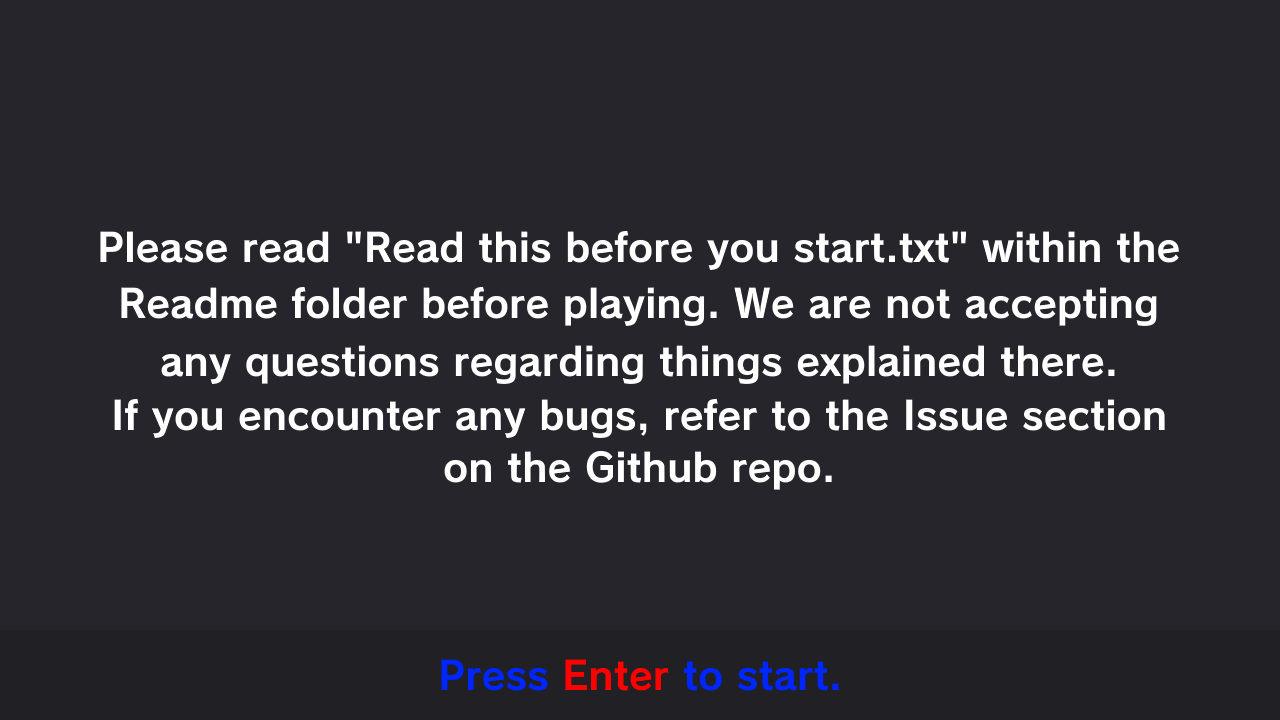 Please read "Read this before you start.txt" within the
Readme folder before playing. We are not accepting
any questions regarding things explained there.
If you encounter any bugs, refer to the Issue section
on the Github repo.
Press Enter to start.